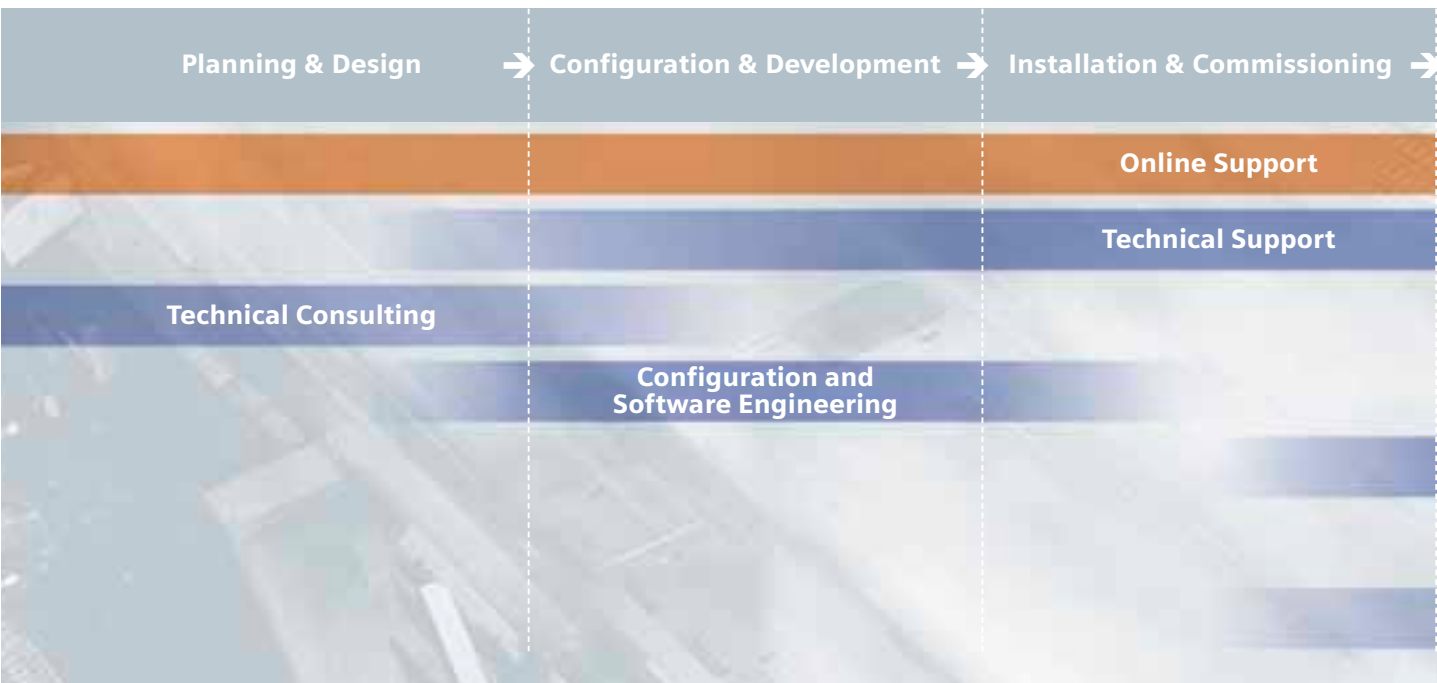 Planning & Design
Configuration & Development
Installation & Commissioning
Online Support
Technical Support
Technical Consulting
Configuration and
Software Engineering